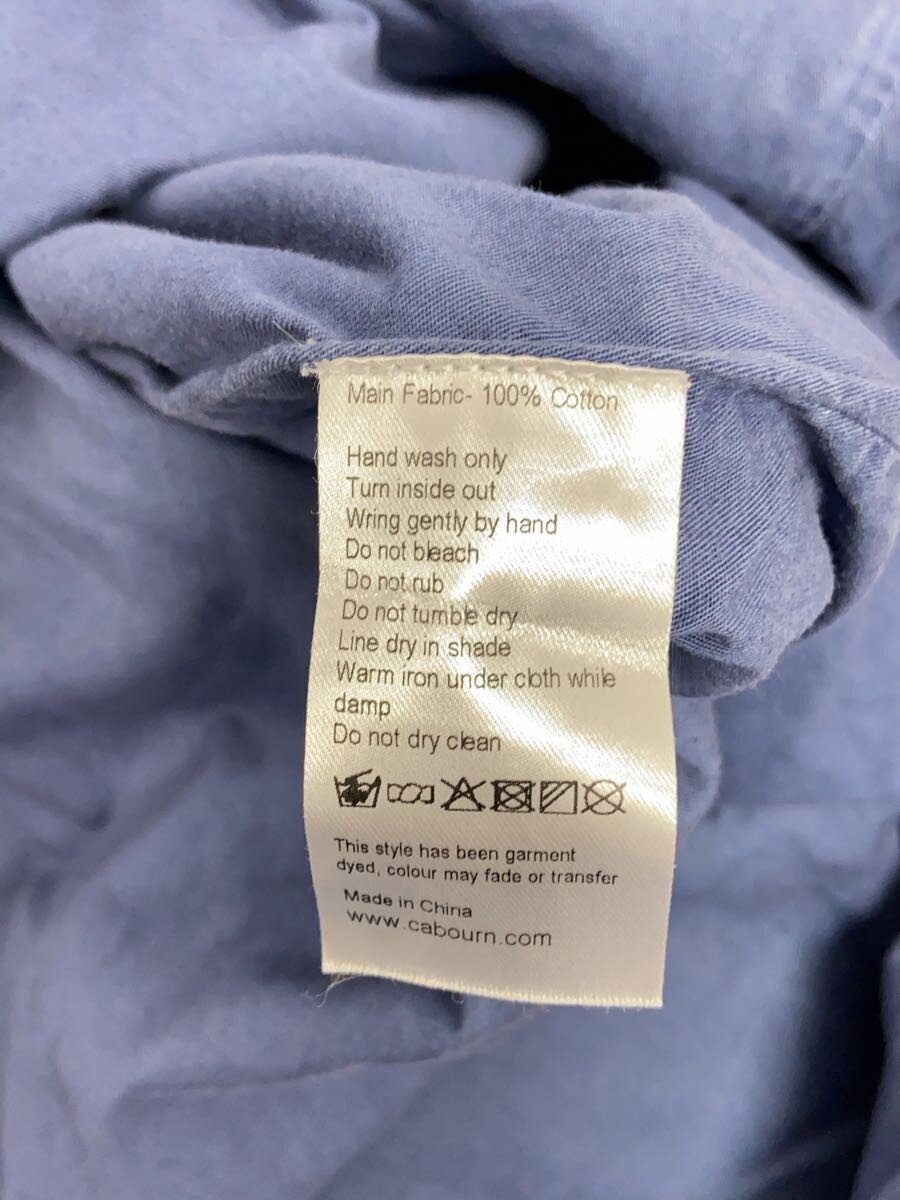 Main Fabric- 100% Cotton
Hand wash only
Turn inside out
Wring gently by hand
Do not bleach
Do not rub
Do not tumble dry
Line dry in shade
Warm iron under cloth while
damp
Do not dry clean
This style has been garment
dyed, colour may fade or transfer
Made in China
www.cabourn.com